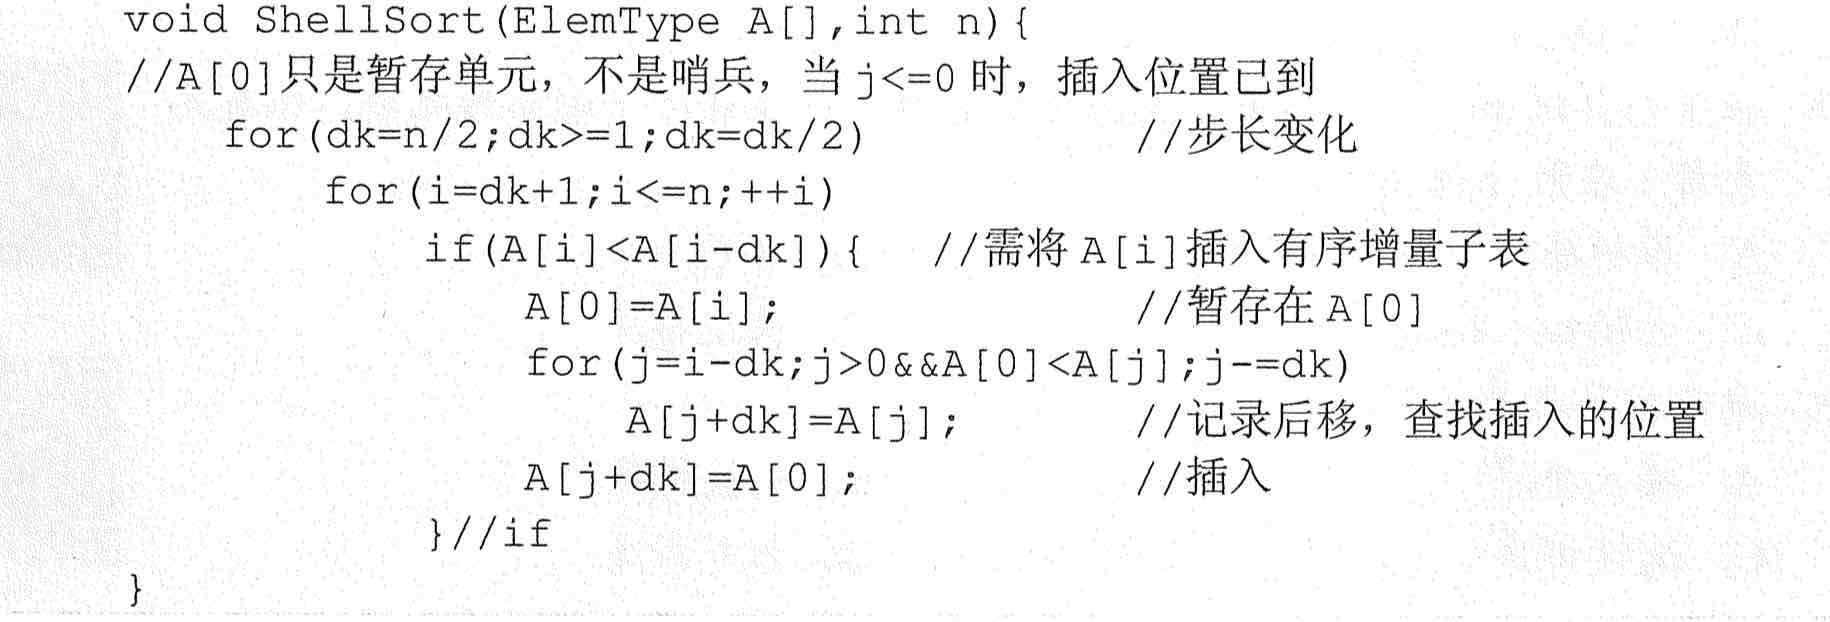 void ShellSort(ElemType A[],int n){
//A[0]只是暂存单元，不是哨兵，当j<=0时，插入位置已到
for(dk=n/2;dk>=1;dk=dk/2) //步长变化
for(i=dk+1;i<=n;++i)
if(A[i]<A[i-dk]){ //需将A[i]插入有序增量子表
A[0]=A[i]; //暂存在A[0]
for(j=i-dk;j>0&&A[0]<A[j];j-=dk)
A[j+dk]=A[j]; //记录后移，查找插入的位置
A[j+dk]=A[0]; //插入
}//if
}